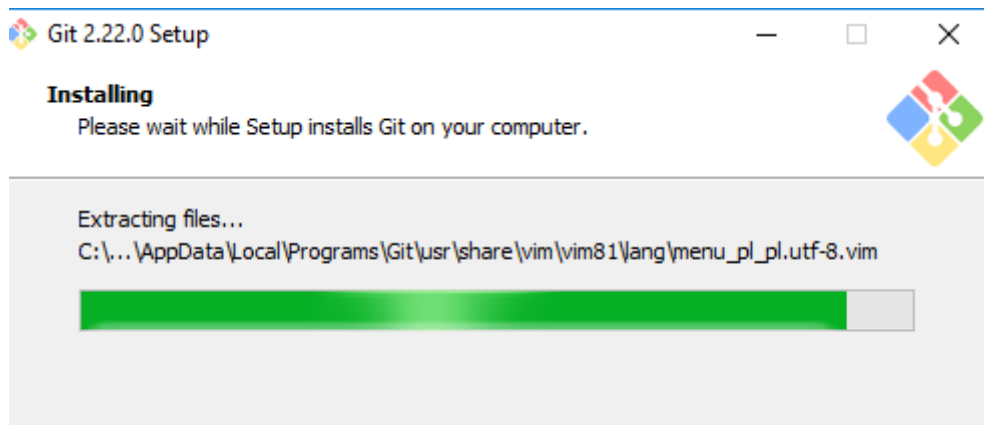 Git 2.22.0 Setup
Installing
Please wait while Setup installs Git on your computer.
Extracting files...
C:\...\AppData\Local\Programs\Git\usr\share\vim\vim81\lang\menu_pl_pl.utf-8.vim